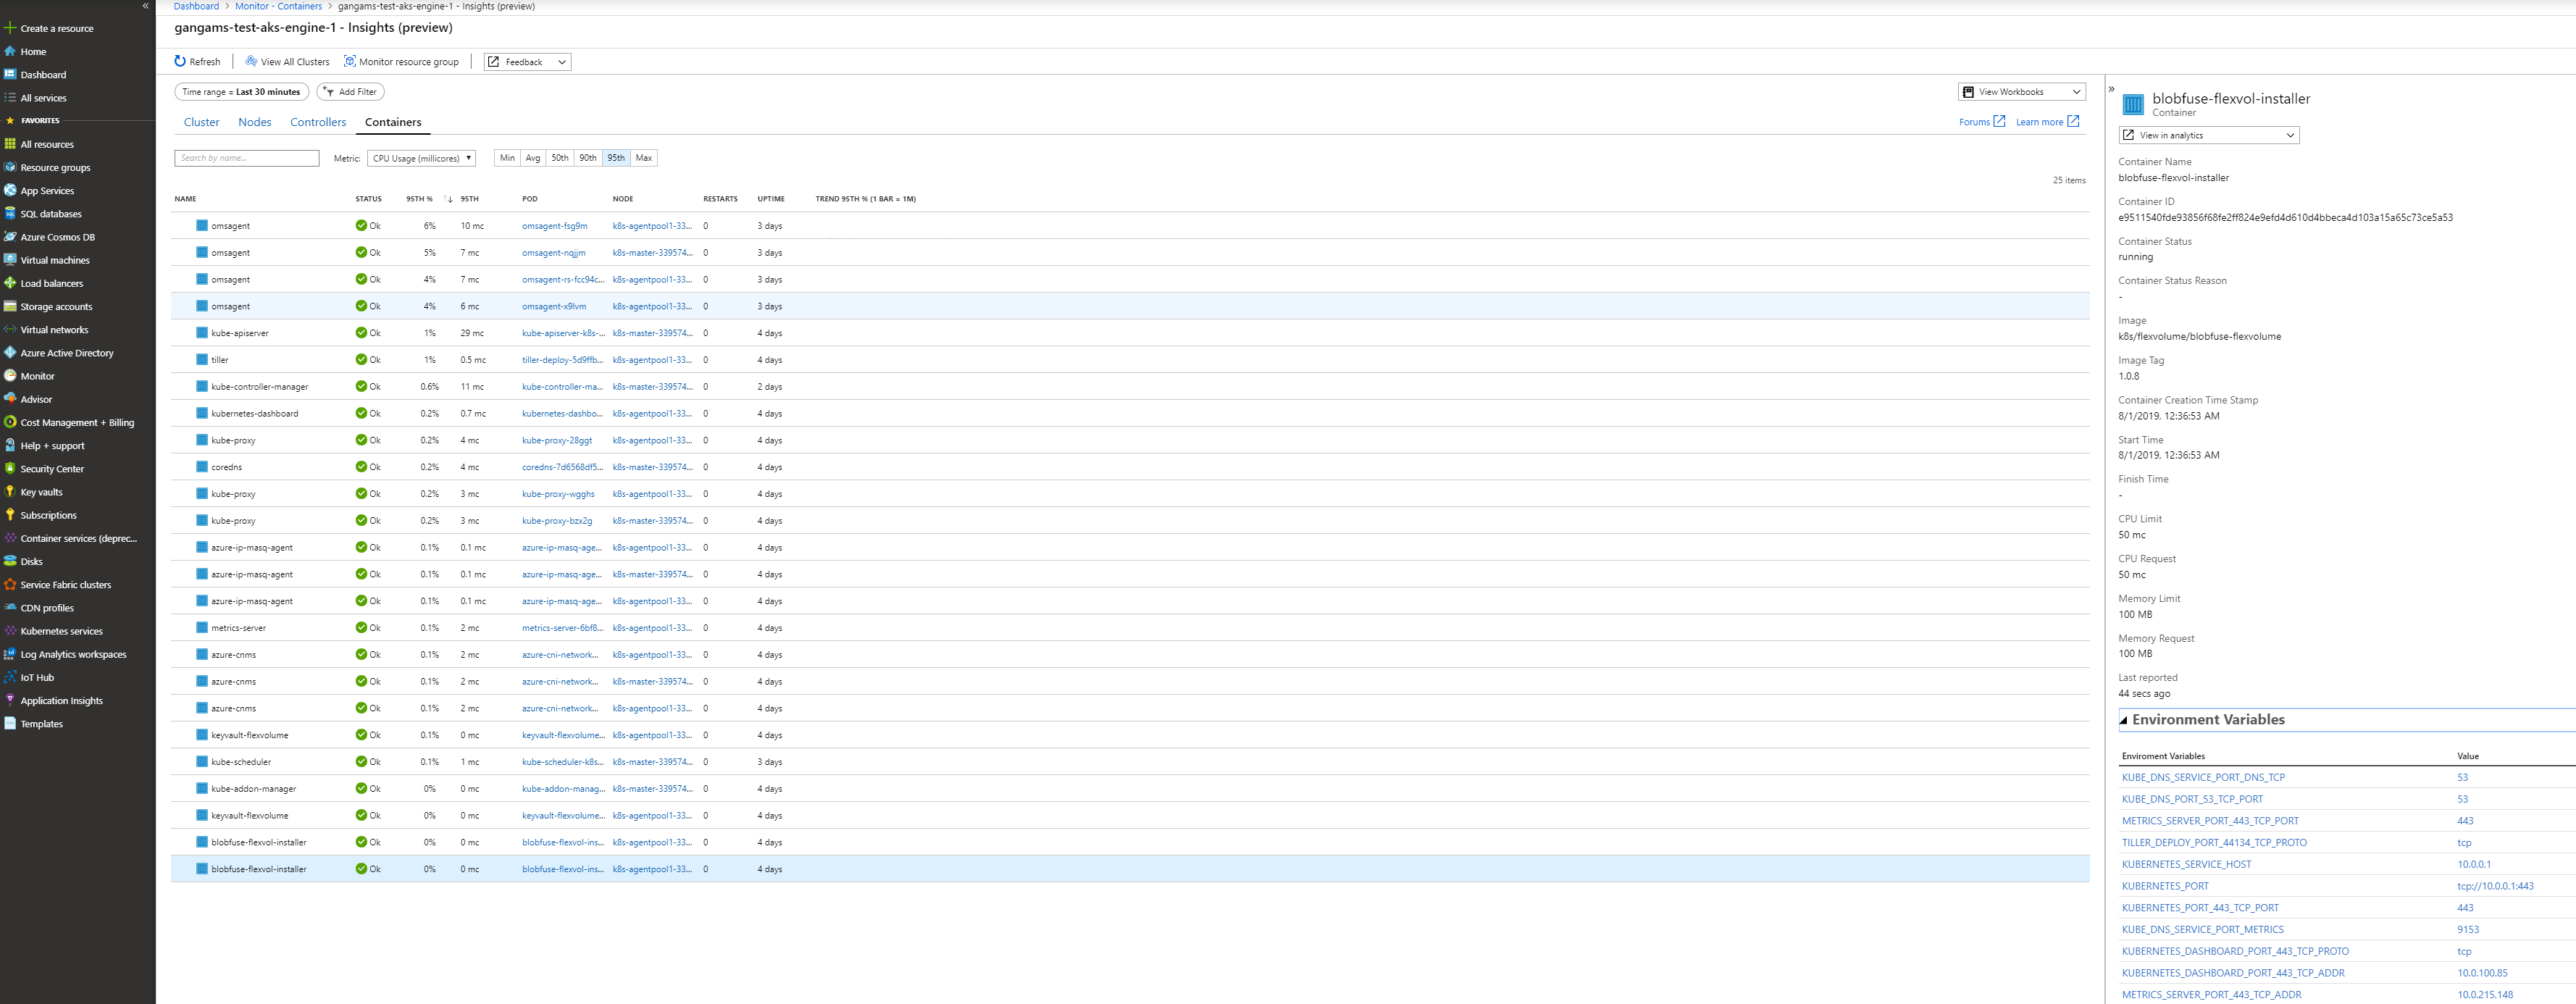 Dashboard > Monitor - Containers > gangams-test-aks-engine-1 - Insights (preview)
gangams-test-aks-engine-1 - Insights (preview)
Refresh View All Clusters Monitor resource group Feedback
Time range = Last 30 minutes Add Filter View Workbooks
Cluster Nodes Controllers Containers Forums Learn more
Search by name... Metric: CPU Usage (millicores) Min Avg 50th 90th 95th Max
25 items
NAME STATUS 95TH % 95TH POD NODE RESTARTS UPTIME TREND 95TH % (1 BAR = 1M)
omsagent Ok 6% 10 mc omsagent-fsg9m k8s-agentpool1-33... 0 3 days
omsagent Ok 5% 7 mc omsagent-nqjjm k8s-master-339574... 0 3 days
omsagent Ok 4% 7 mc omsagent-rs-fcc94c... k8s-agentpool1-33... 0 3 days
omsagent Ok 4% 6 mc omsagent-x9lvm k8s-agentpool1-33... 0 3 days
kube-apiserver Ok 1% 29 mc kube-apiserver-k8s-... k8s-master-339574... 0 4 days
tiller Ok 1% 0.5 mc tiller-deploy-5d9ffb... k8s-agentpool1-33... 0 4 days
kube-controller-manager Ok 0.6% 11 mc kube-controller-ma... k8s-master-339574... 0 2 days
kubernetes-dashboard Ok 0.2% 0.7 mc kubernetes-dashbo... k8s-agentpool1-33... 0 4 days
kube-proxy Ok 0.2% 4 mc kube-proxy-28ggt k8s-agentpool1-33... 0 4 days
coredns Ok 0.2% 4 mc coredns-7d6568df5... k8s-master-339574... 0 4 days
kube-proxy Ok 0.2% 3 mc kube-proxy-wgghs k8s-agentpool1-33... 0 4 days
kube-proxy Ok 0.2% 3 mc kube-proxy-bzx2g k8s-master-339574... 0 4 days
azure-ip-masq-agent Ok 0.1% 0.1 mc azure-ip-masq-age... k8s-agentpool1-33... 0 4 days
azure-ip-masq-agent Ok 0.1% 0.1 mc azure-ip-masq-age... k8s-master-339574... 0 4 days
azure-ip-masq-agent Ok 0.1% 0.1 mc azure-ip-masq-age... k8s-agentpool1-33... 0 4 days
metrics-server Ok 0.1% 2 mc metrics-server-6bf8... k8s-agentpool1-33... 0 4 days
azure-cnms Ok 0.1% 2 mc azure-cni-network... k8s-agentpool1-33... 0 4 days
azure-cnms Ok 0.1% 2 mc azure-cni-network... k8s-master-339574... 0 4 days
azure-cnms Ok 0.1% 2 mc azure-cni-network... k8s-agentpool1-33... 0 4 days
keyvault-flexvolume Ok 0.1% 0 mc keyvault-flexvolume... k8s-agentpool1-33... 0 4 days
kube-scheduler Ok 0.1% 1 mc kube-scheduler-k8s... k8s-master-339574... 0 3 days
kube-addon-manager Ok 0% 0 mc kube-addon-manag... k8s-master-339574... 0 4 days
keyvault-flexvolume Ok 0% 0 mc keyvault-flexvolume... k8s-agentpool1-33... 0 4 days
blobfuse-flexvol-installer Ok 0% 0 mc blobfuse-flexvol-ins... k8s-agentpool1-33... 0 4 days
blobfuse-flexvol-installer Ok 0% 0 mc blobfuse-flexvol-ins... k8s-agentpool1-33... 0 4 days
Create a resource
Home
Dashboard
All services
FAVORITES
All resources
Resource groups
App Services
SQL databases
Azure Cosmos DB
Virtual machines
Load balancers
Storage accounts
Virtual networks
Azure Active Directory
Monitor
Advisor
Cost Management + Billing
Help + support
Security Center
Key vaults
Subscriptions
Container services (deprec...
Disks
Service Fabric clusters
CDN profiles
Kubernetes services
Log Analytics workspaces
IoT Hub
Application Insights
Templates
blobfuse-flexvol-installer
Container
View in analytics
Container Name
blobfuse-flexvol-installer
Container ID
e9511540fde93856f68fe2ff824e9efd4d610d4bbeca4d103a15a65c73ce5a53
Container Status
running
Container Status Reason
-
Image
k8s/flexvolume/blobfuse-flexvolume
Image Tag
1.0.8
Container Creation Time Stamp
8/1/2019, 12:36:53 AM
Start Time
8/1/2019, 12:36:53 AM
Finish Time
-
CPU Limit
50 mc
CPU Request
50 mc
Memory Limit
100 MB
Memory Request
100 MB
Last reported
44 secs ago
Environment Variables
Enviroment Variables Value
KUBE_DNS_SERVICE_PORT_DNS_TCP 53
KUBE_DNS_PORT_53_TCP_PORT 53
METRICS_SERVER_PORT_443_TCP_PORT 443
TILLER_DEPLOY_PORT_44134_TCP_PROTO tcp
KUBERNETES_SERVICE_HOST 10.0.0.1
KUBERNETES_PORT tcp://10.0.0.1:443
KUBERNETES_PORT_443_TCP_PORT 443
KUBE_DNS_SERVICE_PORT_METRICS 9153
KUBERNETES_DASHBOARD_PORT_443_TCP_PROTO tcp
KUBERNETES_DASHBOARD_PORT_443_TCP_ADDR 10.0.100.85
METRICS_SERVER_PORT_443_TCP_ADDR 10.0.215.148